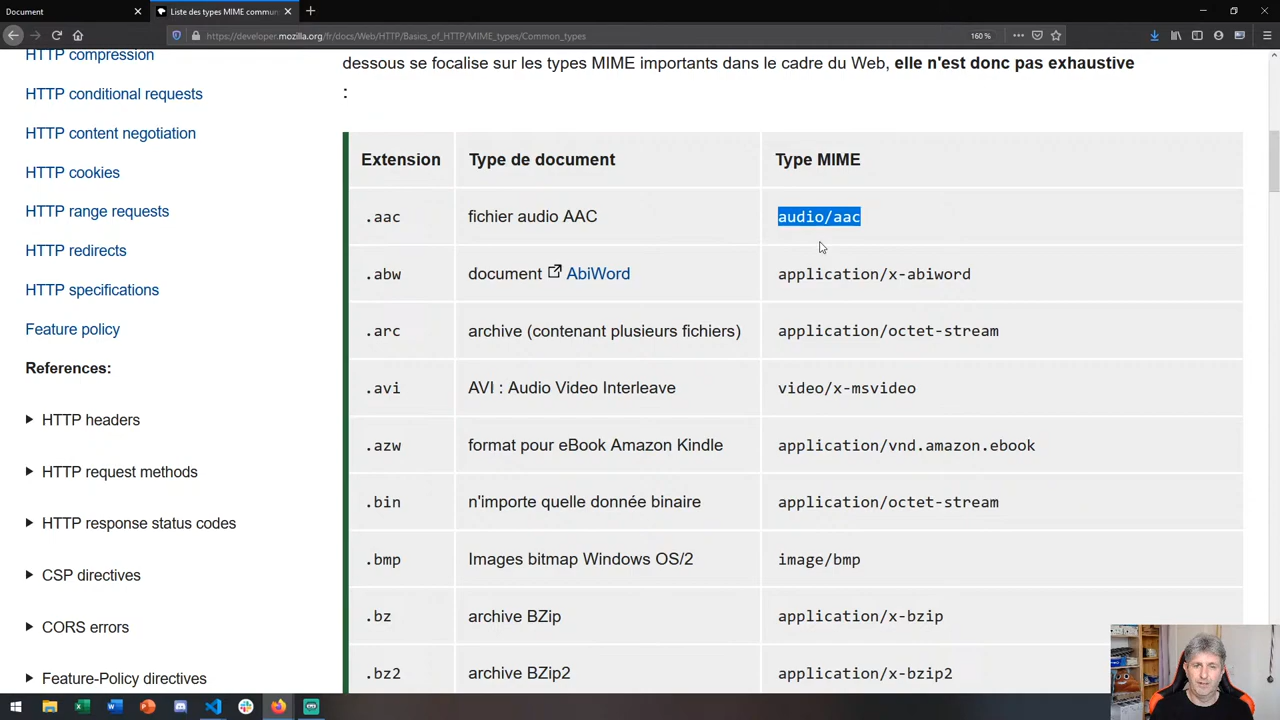 Document
Liste des types MIME commun
https://developer.mozilla.org/fr/docs/Web/HTTP/Basics_of_HTTP/MIME_types/Common_types
160 %
HTTP compression
HTTP conditional requests
HTTP content negotiation
HTTP cookies
HTTP range requests
HTTP redirects
HTTP specifications
Feature policy
References:
HTTP headers
HTTP request methods
HTTP response status codes
CSP directives
CORS errors
Feature-Policy directives
dessous se focalise sur les types MIME importants dans le cadre du Web, elle n'est donc pas exhaustive
:
Extension Type de document Type MIME
.aac fichier audio AAC audio/aac
.abw document AbiWord application/x-abiword
.arc archive (contenant plusieurs fichiers) application/octet-stream
.avi AVI : Audio Video Interleave video/x-msvideo
.azw format pour eBook Amazon Kindle application/vnd.amazon.ebook
.bin n'importe quelle donnée binaire application/octet-stream
.bmp Images bitmap Windows OS/2 image/bmp
.bz archive BZip application/x-bzip
.bz2 archive BZip2 application/x-bzip2